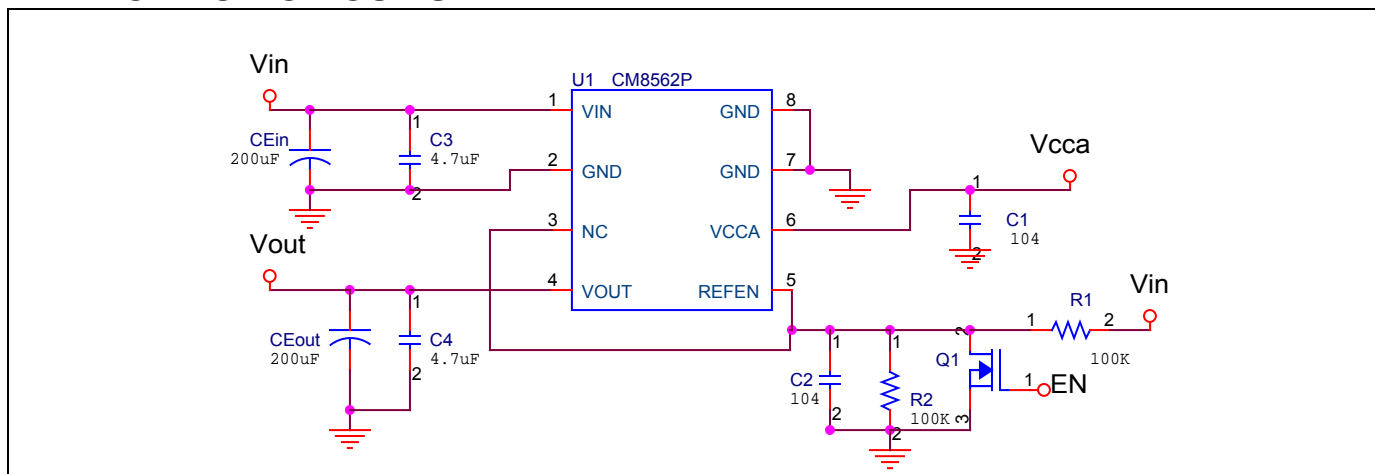 U1 CM8562P
Vin
1
VIN
GND
8
CEin
200uF
1
C3
4.7uF
2
2
GND
GND
7
Vcca
1
C1
104
2
3
NC
VCCA
6
Vout
4
VOUT
REFEN
5
CEout
200uF
1
C4
4.7uF
2
Vin
R1
1
2
100K
1
C2
104
2
1
R2
100K
2
2
Q1
3
1
EN